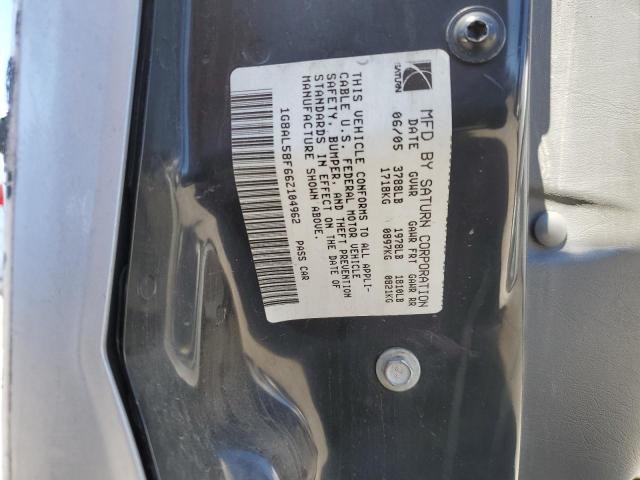 SATURN
MFD BY SATURN CORPORATION
DATE GVWR GAWR FRT GAWR RR
06/05 3788LB 1978LB 1810LB
1718KG 0897KG 0821KG
THIS VEHICLE CONFORMS TO ALL APPLI-
CABLE U.S. FEDERAL MOTOR VEHICLE
SAFETY, BUMPER, AND THEFT PREVENTION
STANDARDS IN EFFECT ON THE DATE OF
MANUFACTURE SHOWN ABOVE.
1G8AL58F66Z104962 PASS CAR